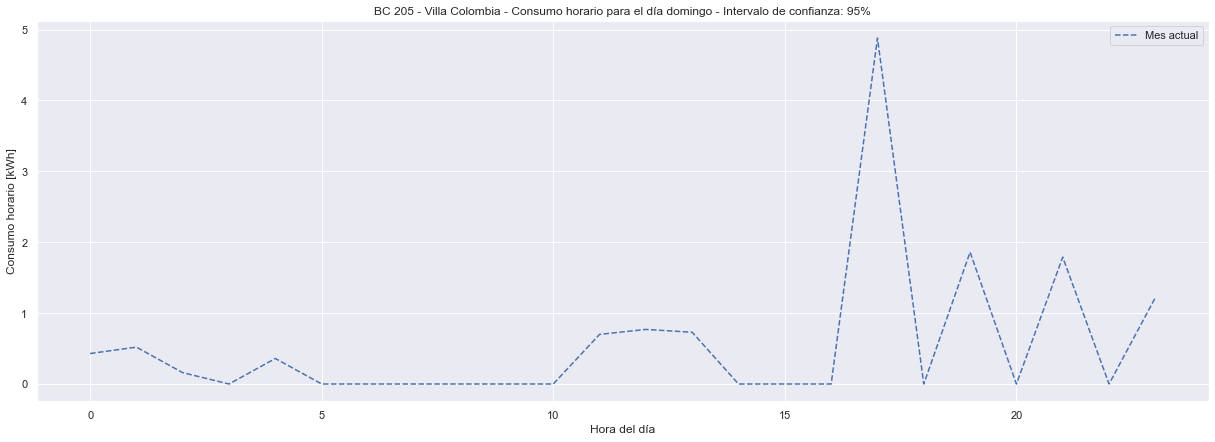 BC 205 - Villa Colombia - Consumo horario para el día domingo - Intervalo de confianza: 95%
Mes actual
5
4
3
2
1
0
Consumo horario [kWh]
0 5 10 15 20
Hora del día